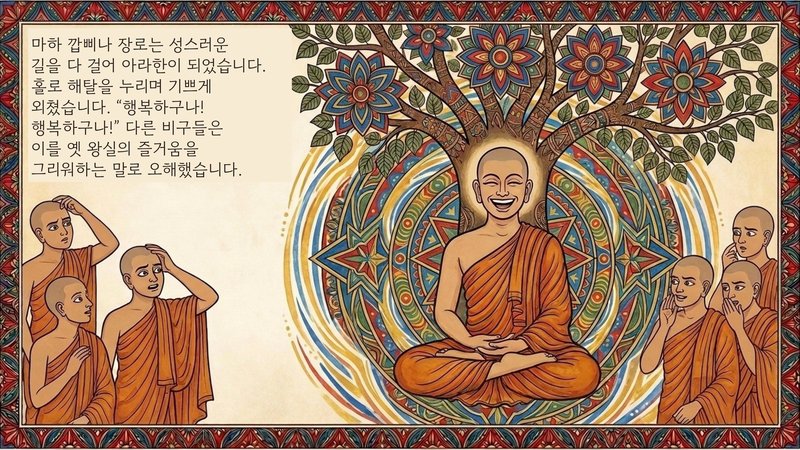 마하 깝삐나 장로는 성스러운
길을 다 걸어 아라한이 되었습니다.
홀로 해탈을 누리며 기쁘게
외쳤습니다. “행복하구나!
행복하구나!” 다른 비구들은
이를 옛 왕실의 즐거움을
그리워하는 말로 오해했습니다.